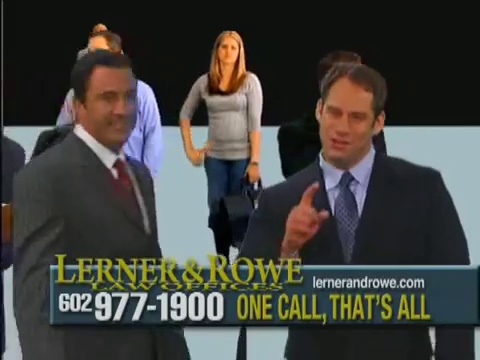 LERNER & ROWE
LAW OFFICES
lernerandrowe.com
602 977-1900 ONE CALL, THAT'S ALL